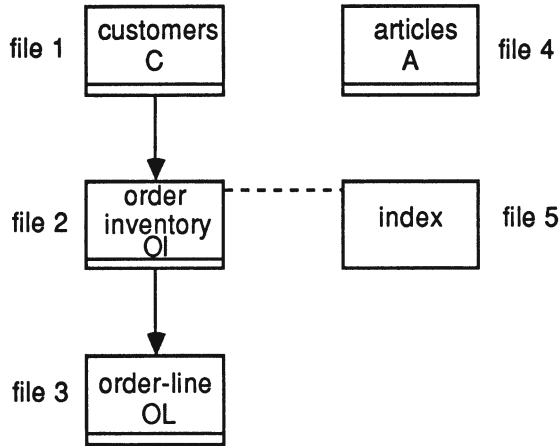 file 1
customers
C
articles
A
file 4
file 2
order
inventory
OI
index
file 5
file 3
order-line
OL